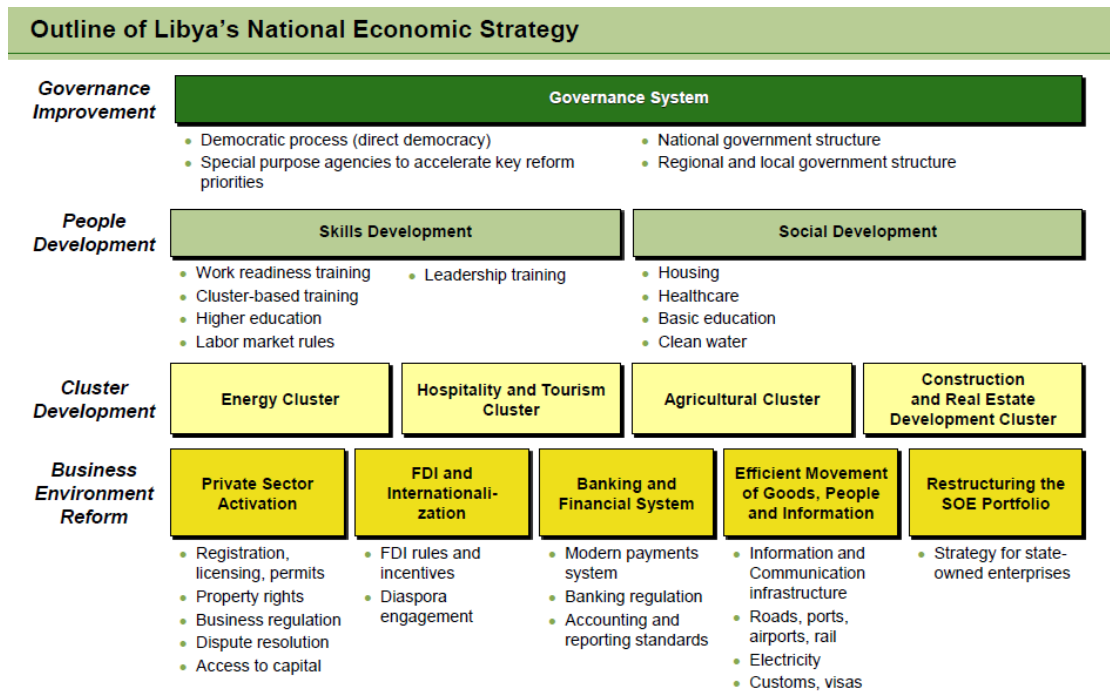 Outline of Libya's National Economic Strategy
Governance
Improvement
Governance System
• Democratic process (direct democracy)
• Special purpose agencies to accelerate key reform
priorities
• National government structure
• Regional and local government structure
People
Development
Skills Development
• Work readiness training
• Cluster-based training
• Higher education
• Labor market rules
• Leadership training
Social Development
• Housing
• Healthcare
• Basic education
• Clean water
Cluster
Development
Energy Cluster
Hospitality and Tourism
Cluster
Agricultural Cluster
Construction
and Real Estate
Development Cluster
Business
Environment
Reform
Private Sector
Activation
• Registration,
licensing, permits
• Property rights
• Business regulation
• Dispute resolution
• Access to capital
FDI and
Internationali-
zation
• FDI rules and
incentives
• Diaspora
engagement
Banking and
Financial System
• Modern payments
system
• Banking regulation
• Accounting and
reporting standards
Efficient Movement
of Goods, People
and Information
• Information and
Communication
infrastructure
• Roads, ports,
airports, rail
• Electricity
• Customs, visas
Restructuring the
SOE Portfolio
• Strategy for state-
owned enterprises